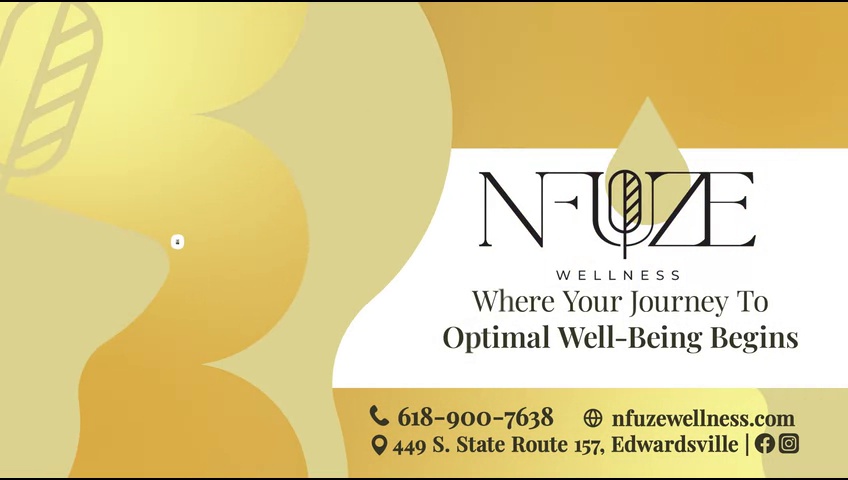 NFUZE
WELLNESS
Where Your Journey To
Optimal Well-Being Begins
618-900-7638 nfuzewellness.com
449 S. State Route 157, Edwardsville |